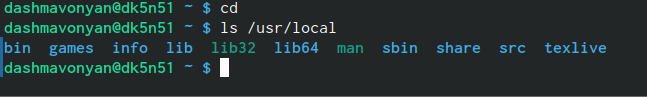 dashmavonyan@dk5n51 ~ $ cd
dashmavonyan@dk5n51 ~ $ ls /usr/local
bin games info lib lib32 lib64 man sbin share src texlive
dashmavonyan@dk5n51 ~ $